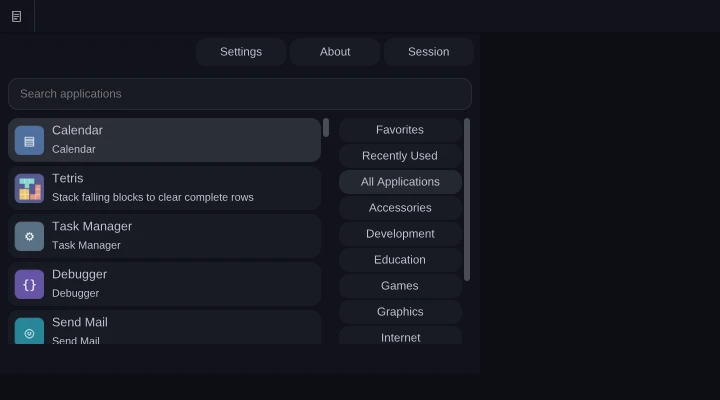 Settings
About
Session
Search applications
Calendar
Calendar
Tetris
Stack falling blocks to clear complete rows
Task Manager
Task Manager
{}
Debugger
Debugger
Send Mail
Send Mail
Favorites
Recently Used
All Applications
Accessories
Development
Education
Games
Graphics
Internet